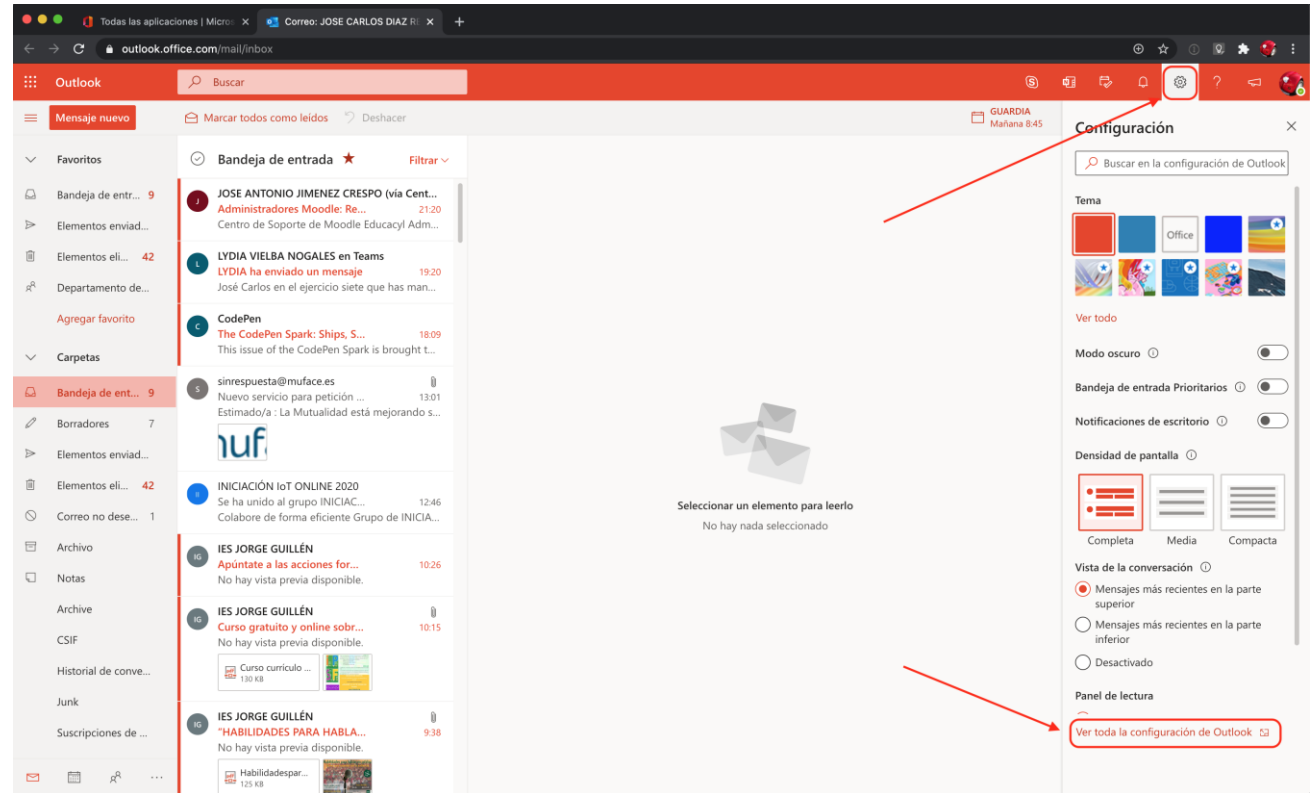 Todas las aplicaciones | Micros
Correo: JOSE CARLOS DIAZ RE
outlook.office.com/mail/inbox
Outlook
Buscar
Mensaje nuevo
Marcar todos como leídos
Deshacer
GUARDIA
Mañana 8:45
Favoritos
Bandeja de entr... 9
Elementos enviad...
Elementos eli... 42
Departamento de...
Agregar favorito
Carpetas
Bandeja de ent... 9
Borradores 7
Elementos enviad...
Elementos eli... 42
Correo no dese... 1
Archivo
Notas
Archive
CSIF
Historial de conve...
Junk
Suscripciones de ...
Bandeja de entrada
Filtrar
J
JOSE ANTONIO JIMENEZ CRESPO (vía Cent...
Administradores Moodle: Re... 21:20
Centro de Soporte de Moodle Educacyl Adm...
L
LYDIA VIELBA NOGALES en Teams
LYDIA ha enviado un mensaje 19:20
José Carlos en el ejercicio siete que has man...
C
CodePen
The CodePen Spark: Ships, S... 18:09
This issue of the CodePen Spark is brought t...
S
sinrespuesta@muface.es
Nuevo servicio para petición ... 13:01
Estimado/a : La Mutualidad está mejorando s...
muf
INICIACIÓN IoT ONLINE 2020
Se ha unido al grupo INICIAC... 12:46
Colabore de forma eficiente Grupo de INICIA...
IG
IES JORGE GUILLÉN
Apúntate a las acciones for... 10:26
No hay vista previa disponible.
IG
IES JORGE GUILLÉN
Curso gratuito y online sobr... 10:15
No hay vista previa disponible.
Curso curriculo ...
130 KB
IG
IES JORGE GUILLÉN
"HABILIDADES PARA HABLA... 9:38
No hay vista previa disponible.
Habilidadespar...
125 KB
Seleccionar un elemento para leerlo
No hay nada seleccionado
Configuración
Buscar en la configuración de Outlook
Tema
Office
Ver todo
Modo oscuro
Bandeja de entrada Prioritarios
Notificaciones de escritorio
Densidad de pantalla
Completa Media Compacta
Vista de la conversación
Mensajes más recientes en la parte
superior
Mensajes más recientes en la parte
inferior
Desactivado
Panel de lectura
Ver toda la configuración de Outlook